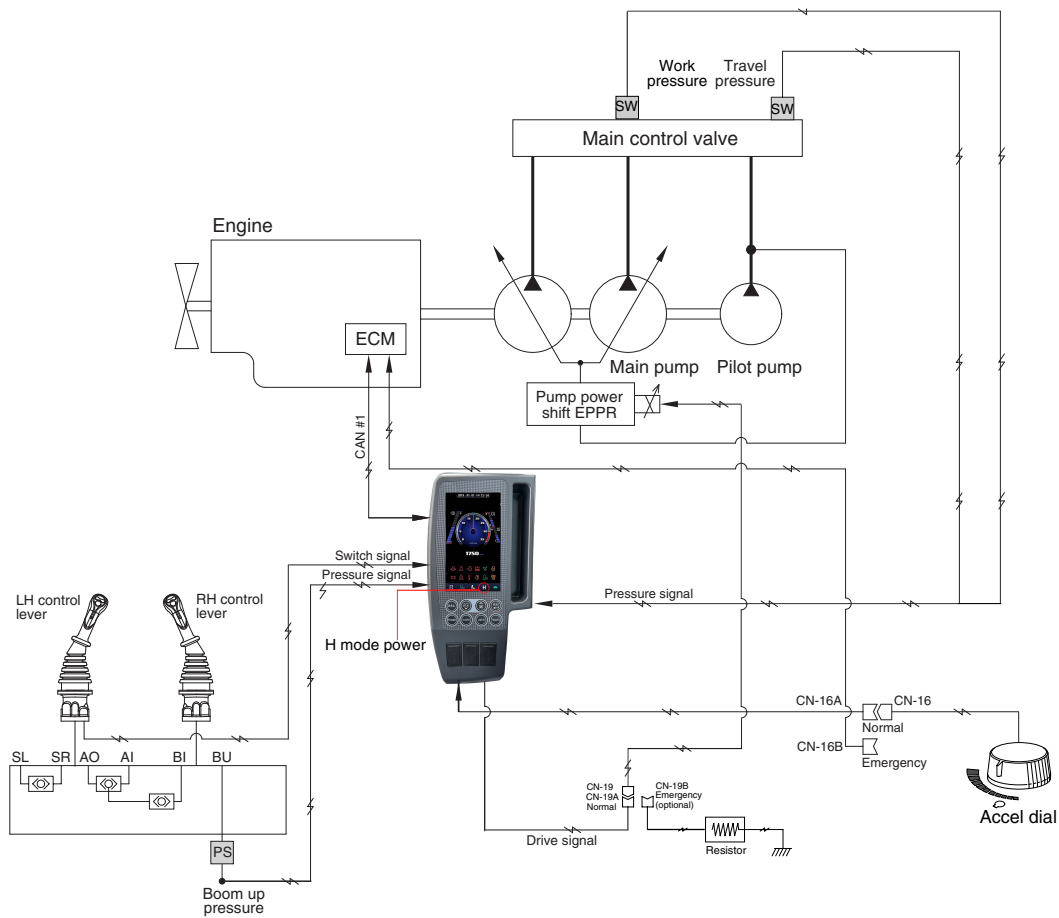 Work
pressure
Travel
pressure
SW
SW
Main control valve
Engine
ECM
Main pump
Pilot pump
Pump power
shift EPPR
CAN #1
1750
Switch signal
Pressure signal
Pressure signal
LH control
lever
RH control
lever
H mode power
H
CN-16A
CN-16
Normal
CN-16B
Emergency
Accel dial
SL
SR
AO
AI
BI
BU
PS
Boom up
pressure
CN-19
CN-19A
Normal
CN-19B
Emergency
(optional)
Drive signal
Resistor